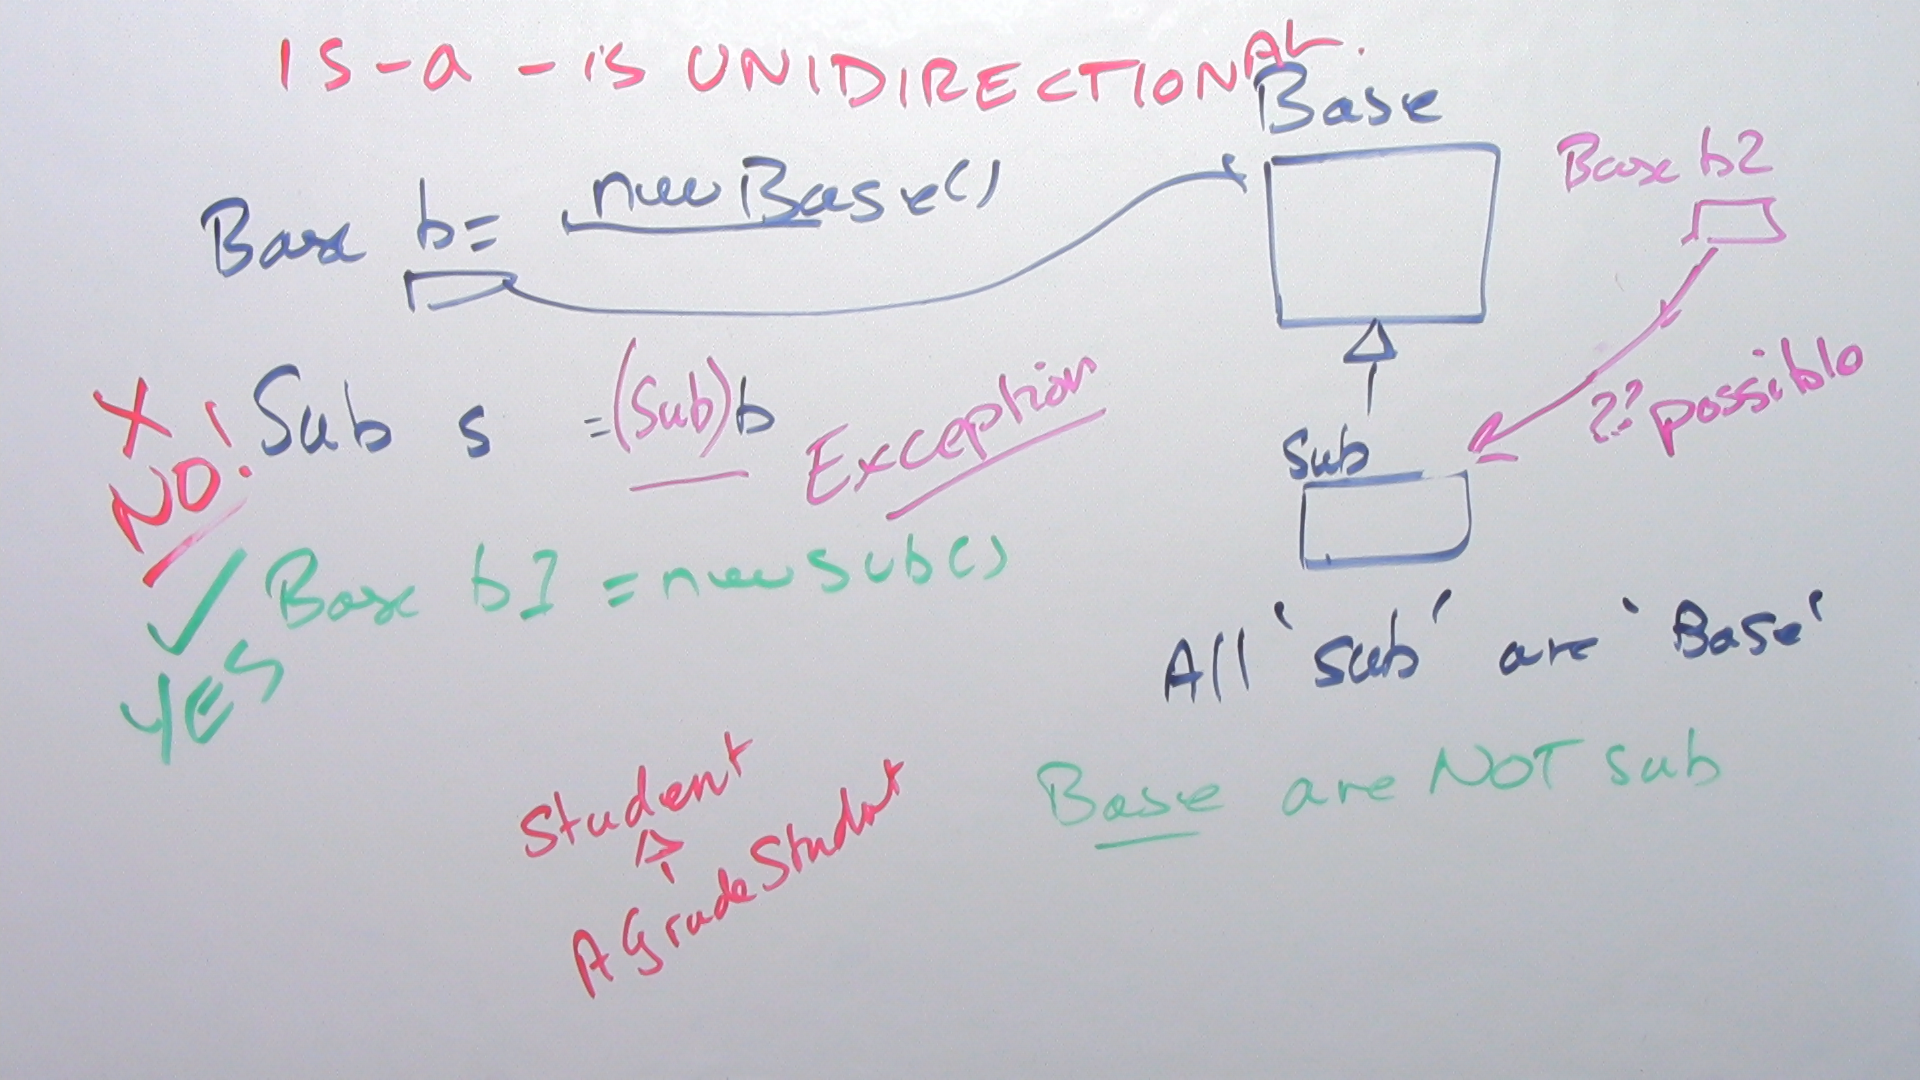 IS-a - is UNIDIRECTIONAL.
Base
Base b = new Base()
Base b2
X NO! Sub s = (Sub)b Exception
?? possible
Sub
✓ YES Base b1 = new Sub()
All 'sub' are 'Base'
Base are NOT sub
Student
AGradeStudent